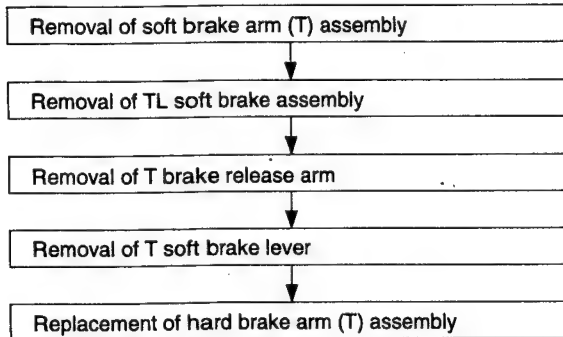 Removal of soft brake arm (T) assembly
Removal of TL soft brake assembly
Removal of T brake release arm
Removal of T soft brake lever
Replacement of hard brake arm (T) assembly